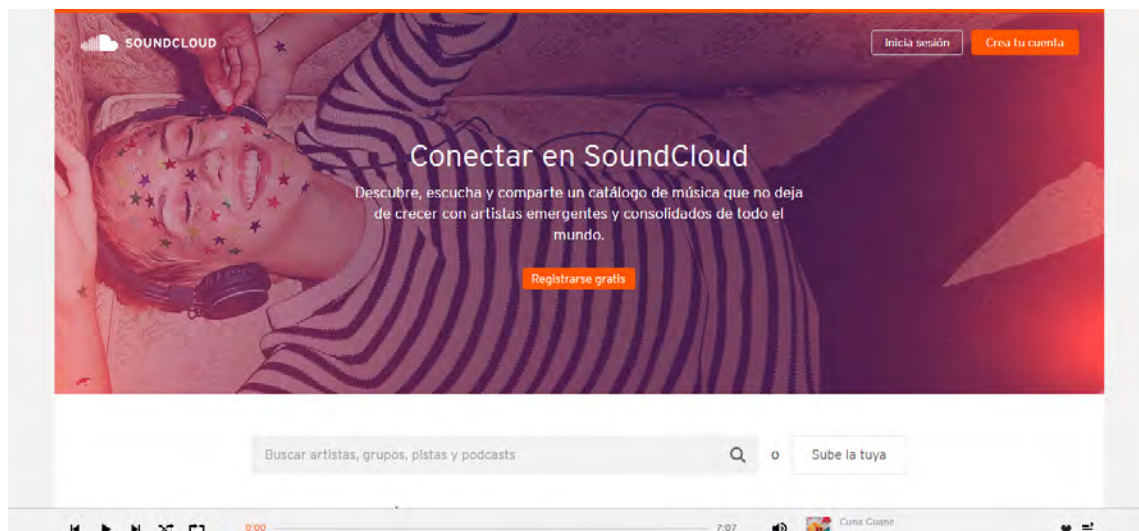 SOUNDCLOUD
Inicia sesión
Crea tu cuenta
Conectar en SoundCloud
Descubre, escucha y comparte un catálogo de música que no deja
de crecer con artistas emergentes y consolidados de todo el
mundo.
Registrarse gratis
Buscar artistas, grupos, pistas y podcasts
o
Sube la tuya
0:00
7:07
Cuna Guane